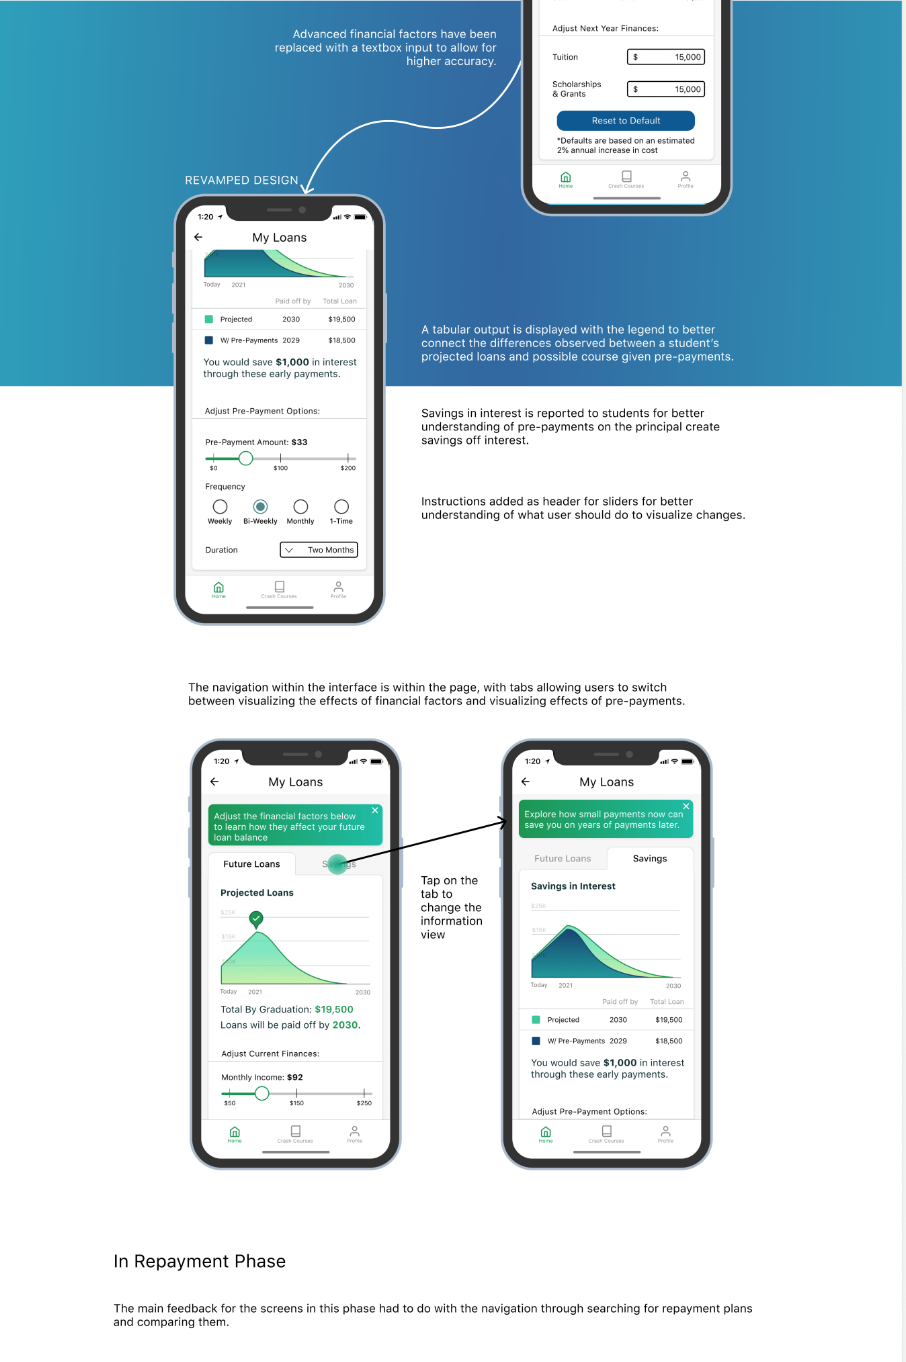 Adjust Next Year Finances:
Advanced financial factors have been
replaced with a textbox input to allow for
higher accuracy.
Tuition $ 15,000
Scholarships
& Grants $ 15,000
Reset to Default
*Defaults are based on an estimated
2% annual increase in cost
Home Crash Courses Profile
REVAMPED DESIGN
1:20
My Loans
Today 2021 2030
Paid off by Total Loan
Projected 2030 $19,500
W/ Pre-Payments 2029 $18,500
You would save $1,000 in interest
through these early payments.
Adjust Pre-Payment Options:
Pre-Payment Amount: $33
$0 $100 $200
Frequency
Weekly Bi-Weekly Monthly 1-Time
Duration Two Months
Home Crash Courses Profile
A tabular output is displayed with the legend to better
connect the differences observed between a student's
projected loans and possible course given pre-payments.
Savings in interest is reported to students for better
understanding of pre-payments on the principal create
savings off interest.
Instructions added as header for sliders for better
understanding of what user should do to visualize changes.
The navigation within the interface is within the page, with tabs allowing users to switch
between visualizing the effects of financial factors and visualizing effects of pre-payments.
1:20
My Loans
Adjust the financial factors below
to learn how they affect your future
loan balance
Future Loans Savings
Projected Loans
$25K
$15K
Today 2021 2030
Total By Graduation: $19,500
Loans will be paid off by 2030.
Adjust Current Finances:
Monthly Income: $92
$50 $150 $250
Home Crash Courses Profile
Tap on the
tab to
change the
information
view
1:20
My Loans
Explore how small payments now can
save you on years of payments later.
Future Loans Savings
Savings in Interest
$25K
$15K
Today 2021 2030
Paid off by Total Loan
Projected 2030 $19,500
W/ Pre-Payments 2029 $18,500
You would save $1,000 in interest
through these early payments.
Adjust Pre-Payment Options:
Home Crash Courses Profile
In Repayment Phase
The main feedback for the screens in this phase had to do with the navigation through searching for repayment plans
and comparing them.